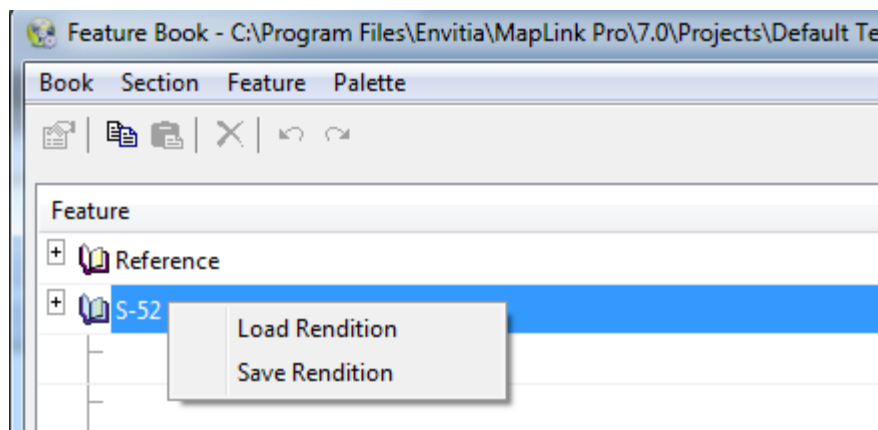 Feature Book - C:\Program Files\Envitia\MapLink Pro\7.0\Projects\Default Te
Book Section Feature Palette
Feature
Reference
S-52
Load Rendition
Save Rendition